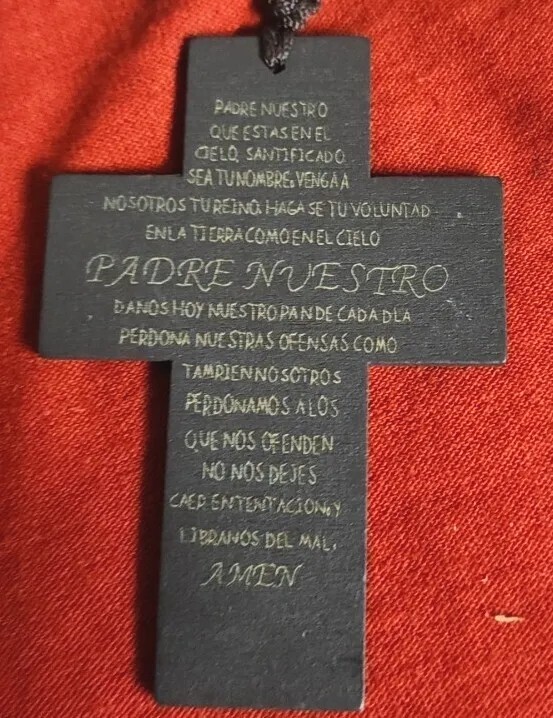 PADRE NUESTRO
QUE ESTAS EN EL
CIELO, SANTIFICADO
SEA TU NOMBRE, VENGA A
NOSOTROS TU REINO. HAGA SE TU VOLUNTAD
EN LA TIERRA COMO EN EL CIELO
PADRE NUESTRO
DANOS HOY NUESTRO PAN DE CADA DLA
PERDONA NUESTRAS OFENSAS COMO
TAMPIEN NOSOTROS
PERDONAMOS A LOS
QUE NOS OFENDEN
NO NOS DEJES
CAER EN TENTACION, Y
LIBRANOS DEL MAL,
AMEN